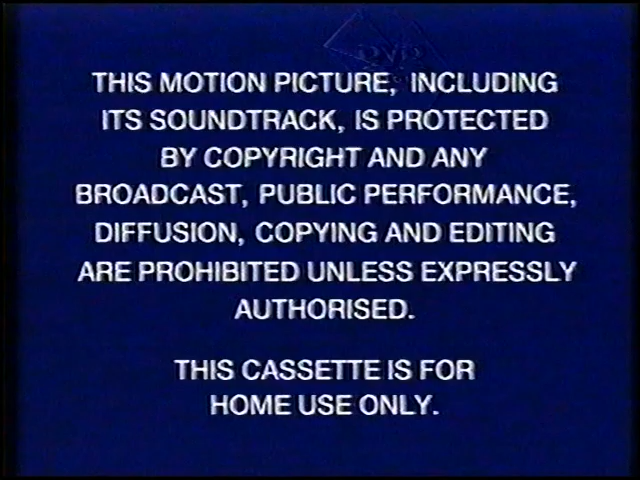 THIS MOTION PICTURE, INCLUDING
ITS SOUNDTRACK, IS PROTECTED
BY COPYRIGHT AND ANY
BROADCAST, PUBLIC PERFORMANCE,
DIFFUSION, COPYING AND EDITING
ARE PROHIBITED UNLESS EXPRESSLY
AUTHORISED.
THIS CASSETTE IS FOR
HOME USE ONLY.